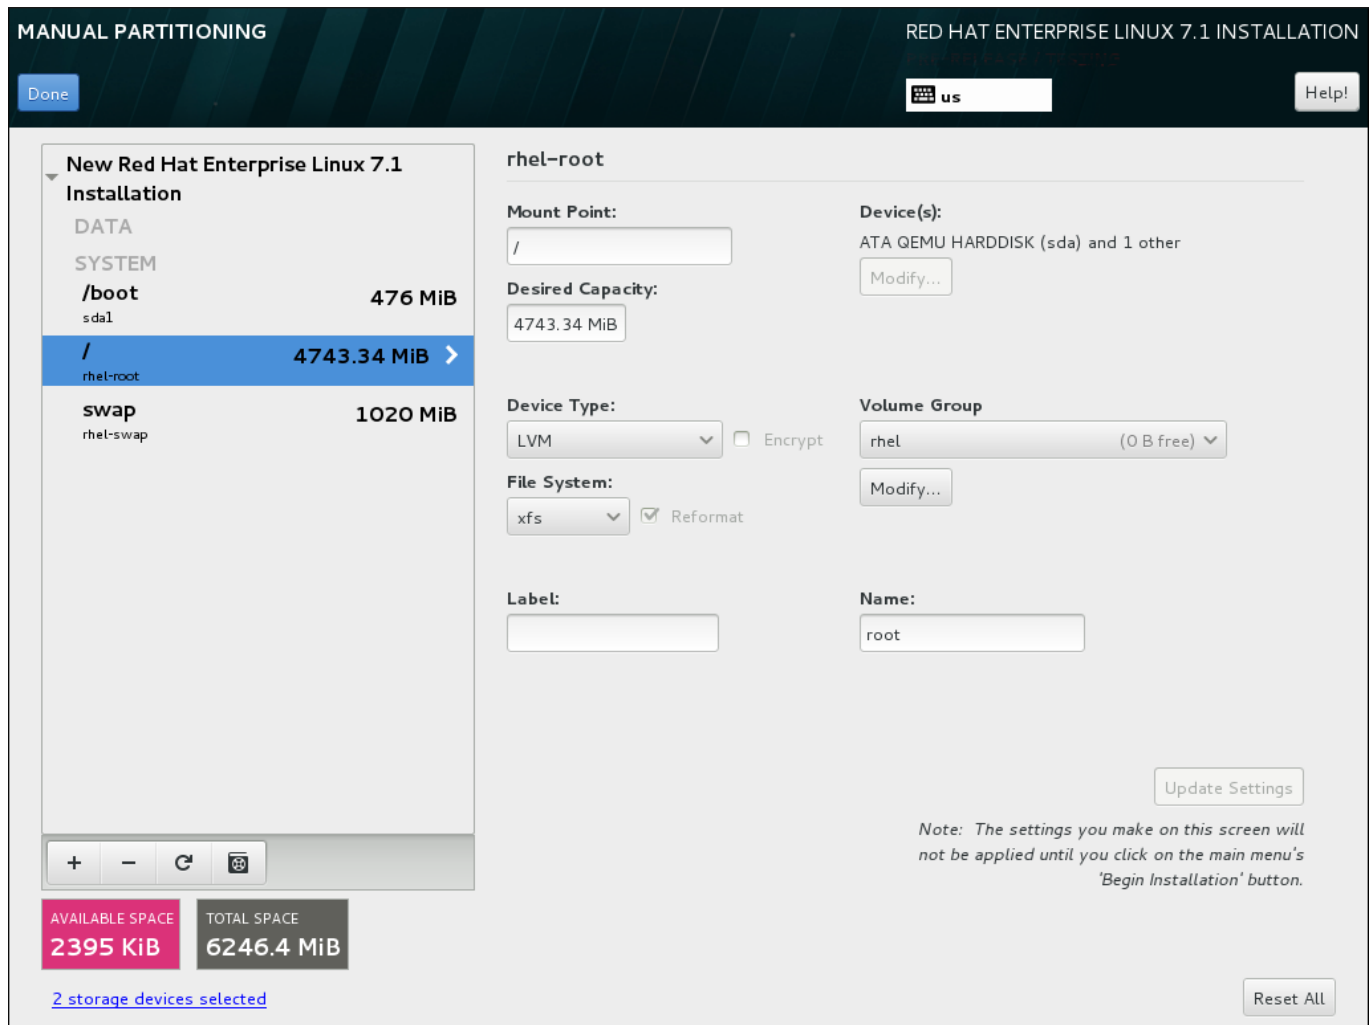 MANUAL PARTITIONING
RED HAT ENTERPRISE LINUX 7.1 INSTALLATION
Done
us
Help!
New Red Hat Enterprise Linux 7.1
Installation
DATA
SYSTEM
/boot 476 MiB
sda1
/ 4743.34 MiB
rhel-root
swap 1020 MiB
rhel-swap
rhel-root
Mount Point:
/
Device(s):
ATA QEMU HARDDISK (sda) and 1 other
Modify...
Desired Capacity:
4743.34 MiB
Device Type:
LVM
Encrypt
Volume Group
rhel (0 B free)
Modify...
File System:
xfs
Reformat
Label:
Name:
root
Update Settings
Note: The settings you make on this screen will
not be applied until you click on the main menu's
'Begin Installation' button.
+ −
AVAILABLE SPACE
2395 KiB
TOTAL SPACE
6246.4 MiB
2 storage devices selected
Reset All